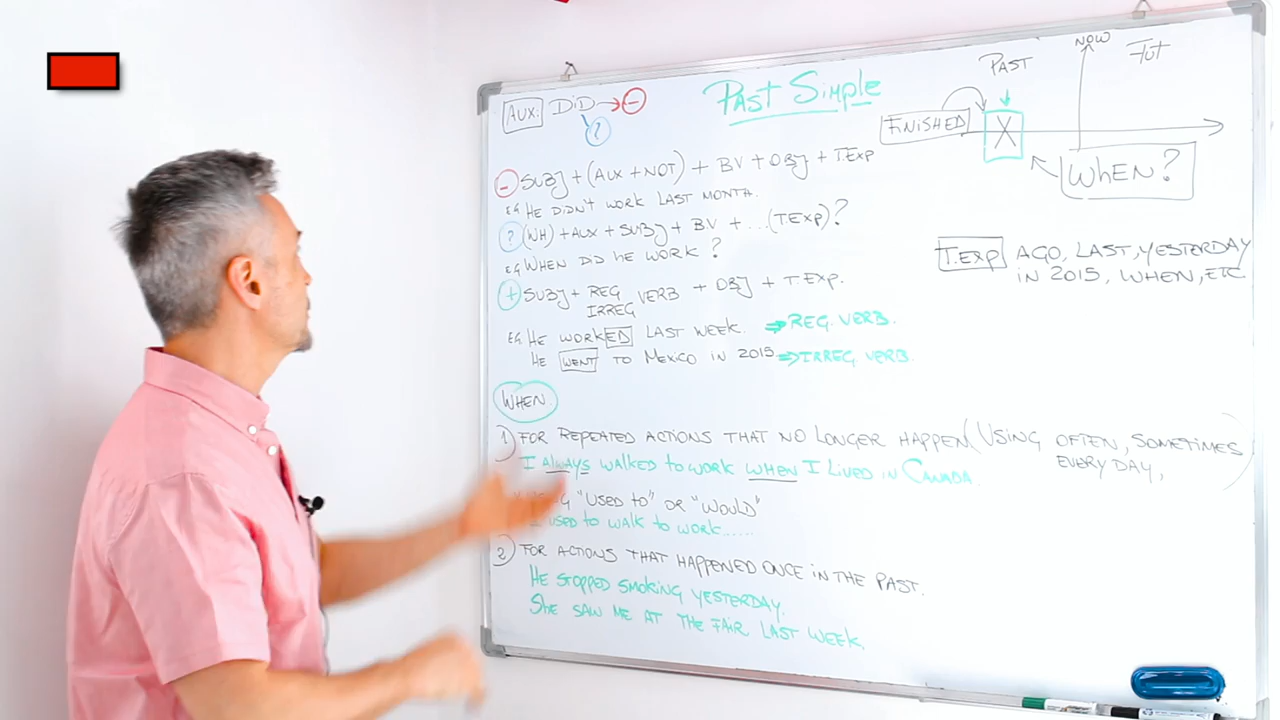 Past Simple
AUX: DID → −
?
− SUBJ + (AUX + NOT) + BV + OBJ + T.EXP
EG HE DIDN'T WORK LAST MONTH.
? (WH) + AUX + SUBJ + BV + ...(T.EXP)?
EG WHEN DID HE WORK?
+ SUBJ + REG VERB + OBJ + T.EXP.
IRREG
EG. HE WORKED LAST WEEK. ⇒ REG. VERB.
HE WENT TO MEXICO IN 2015 ⇒ IRREG. VERB.
NOW
PAST
Fut
FINISHED
X
WHEN?
T.EXP AGO, LAST, YESTERDAY
IN 2015, WHEN, ETC
WHEN
1) FOR REPEATED ACTIONS THAT NO LONGER HAPPEN (USING OFTEN, SOMETIMES
EVERY DAY, )
I ALWAYS WALKED TO WORK WHEN I LIVED IN CANADA.
"USED TO" OR "WOULD"
I USED TO WALK TO WORK......
2) FOR ACTIONS THAT HAPPENED ONCE IN THE PAST.
HE STOPPED SMOKING YESTERDAY.
SHE SAW ME AT THE FAIR LAST WEEK.